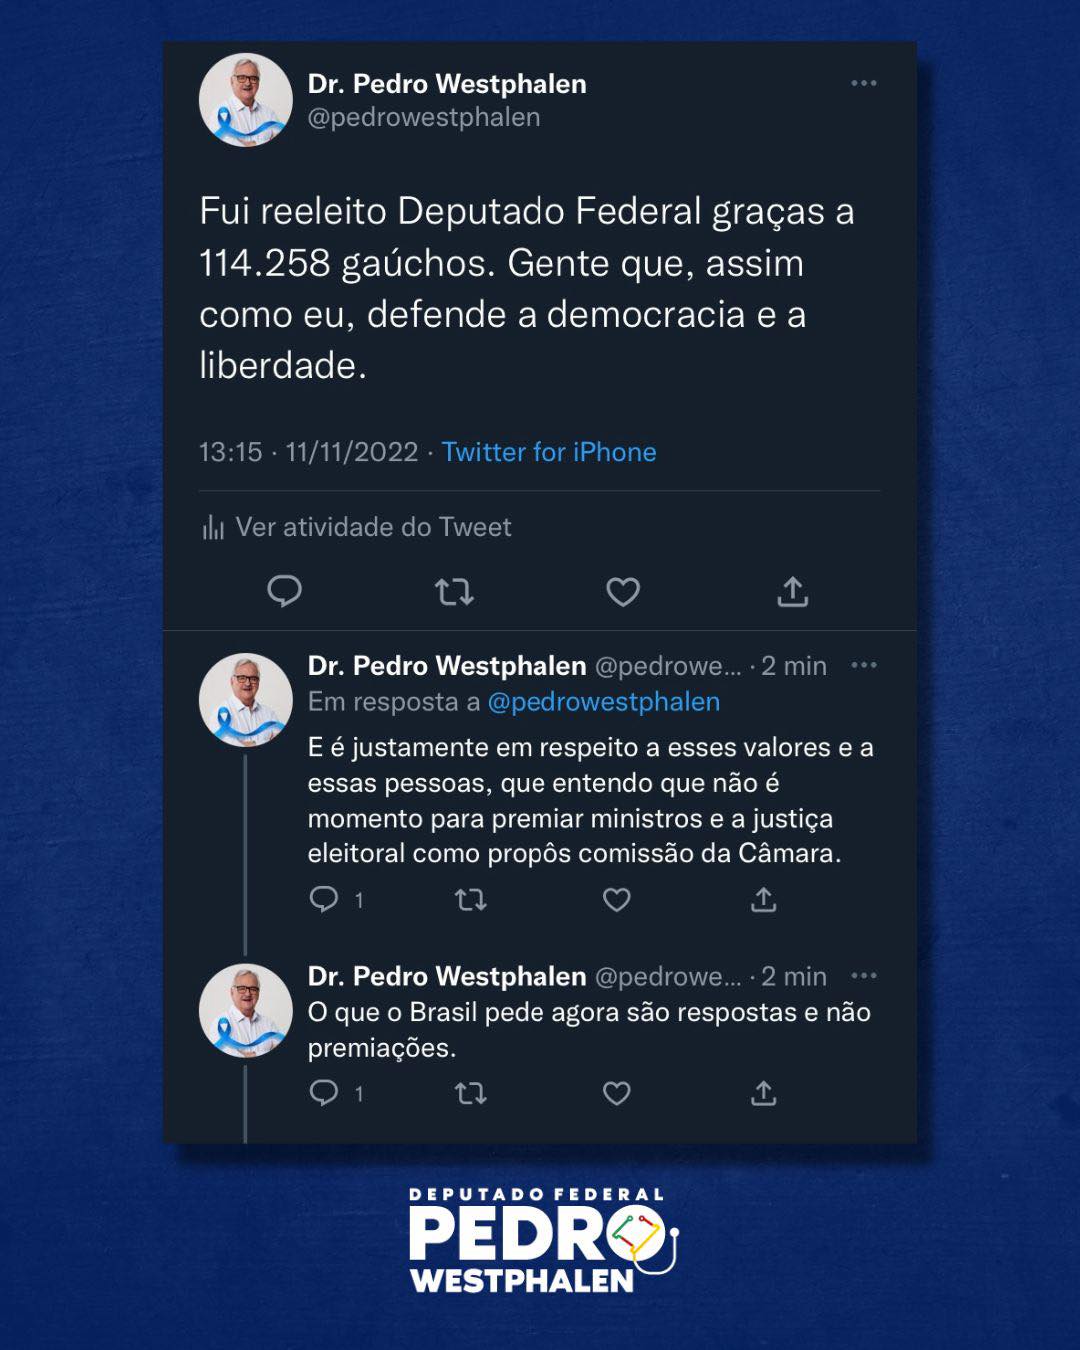 Dr. Pedro Westphalen
@pedrowestphalen
Fui reeleito Deputado Federal graças a
114.258 gaúchos. Gente que, assim
como eu, defende a democracia e a
liberdade.
13:15 · 11/11/2022 · Twitter for iPhone
Ver atividade do Tweet
Dr. Pedro Westphalen @pedrowe... · 2 min
Em resposta a @pedrowestphalen
E é justamente em respeito a esses valores e a
essas pessoas, que entendo que não é
momento para premiar ministros e a justiça
eleitoral como propôs comissão da Câmara.
1
Dr. Pedro Westphalen @pedrowe... · 2 min
O que o Brasil pede agora são respostas e não
premiações.
1
DEPUTADO FEDERAL
PEDRO
WESTPHALEN